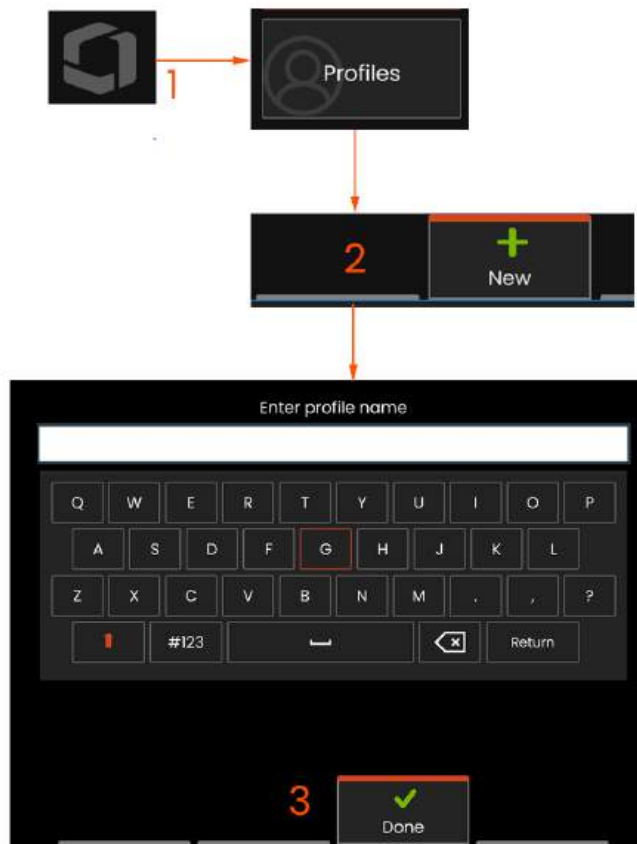 1
Profiles
2
New
Enter profile name
Q W E R T Y U I O P
A S D F G H J K L
Z X C V B N M . , ?
#123 Return
3
Done